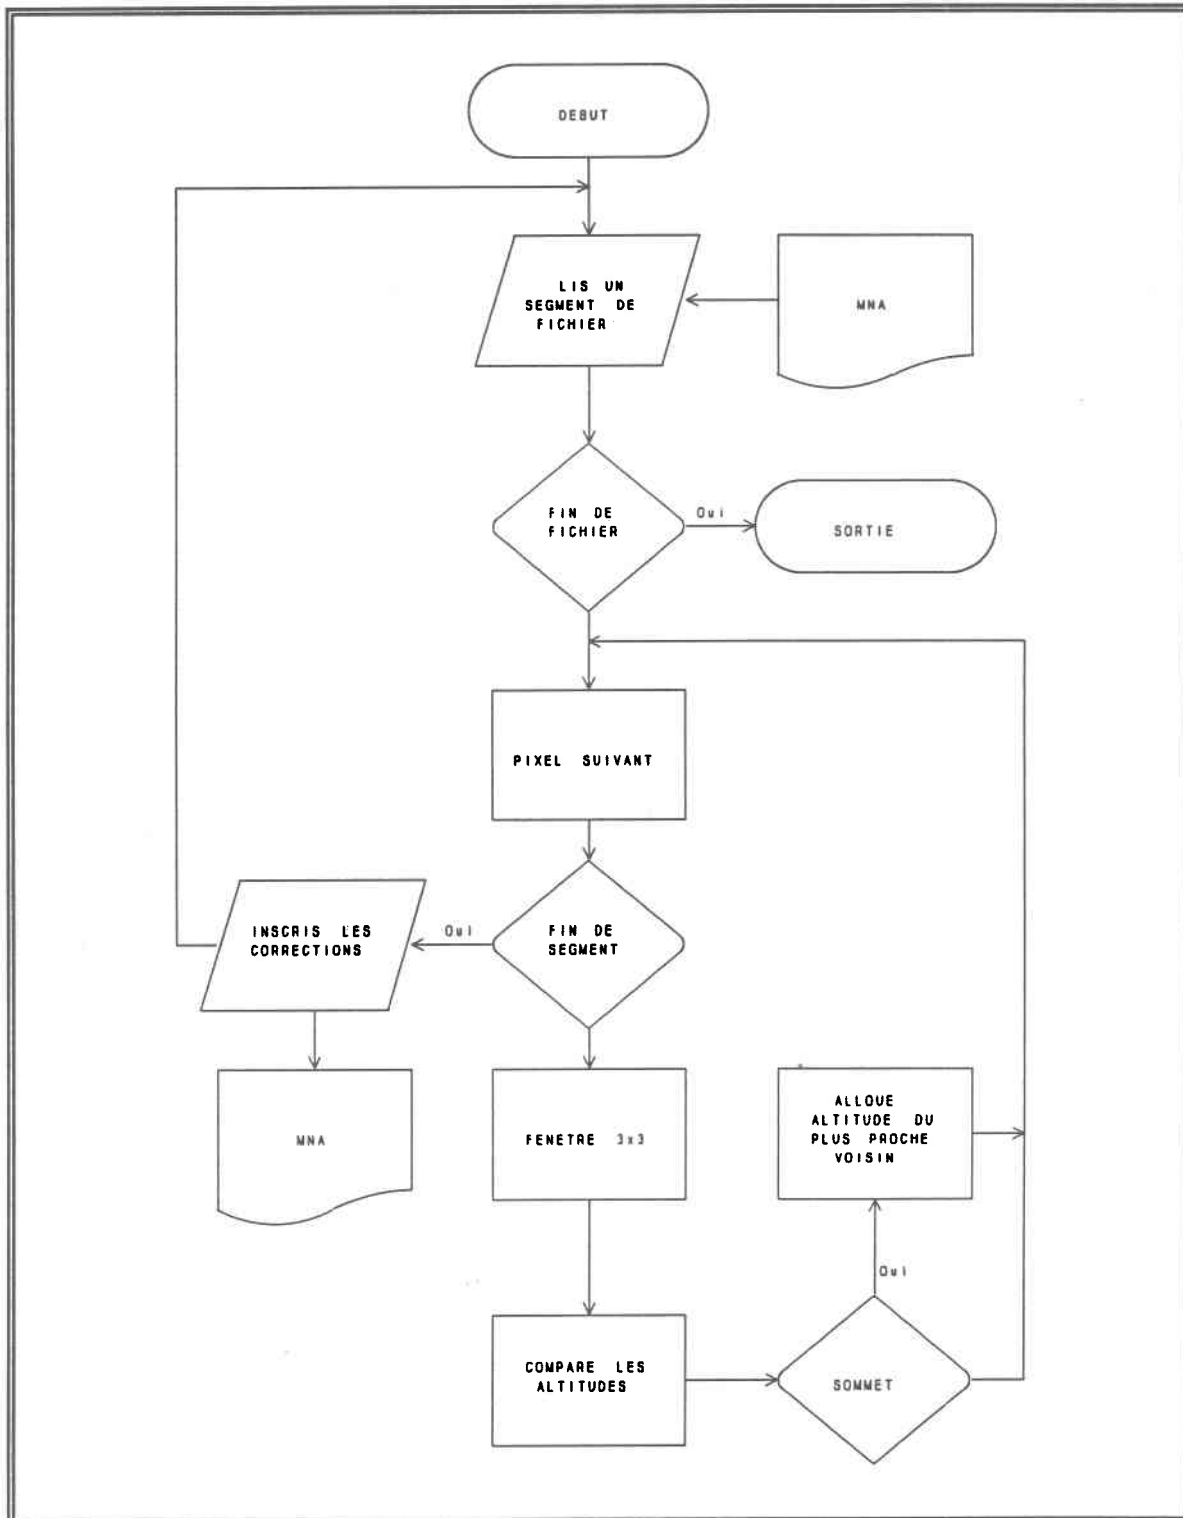 DEBUT
LIS UN
SEGMENT DE
FICHIER
MNA
FIN DE
FICHIER
Oui
SORTIE
PIXEL SUIVANT
INSCRIS LES
CORRECTIONS
Oui
FIN DE
SEGMENT
MNA
FENETRE 3x3
ALLOUE
ALTITUDE DU
PLUS PROCHE
VOISIN
Oui
COMPARE LES
ALTITUDES
SOMMET